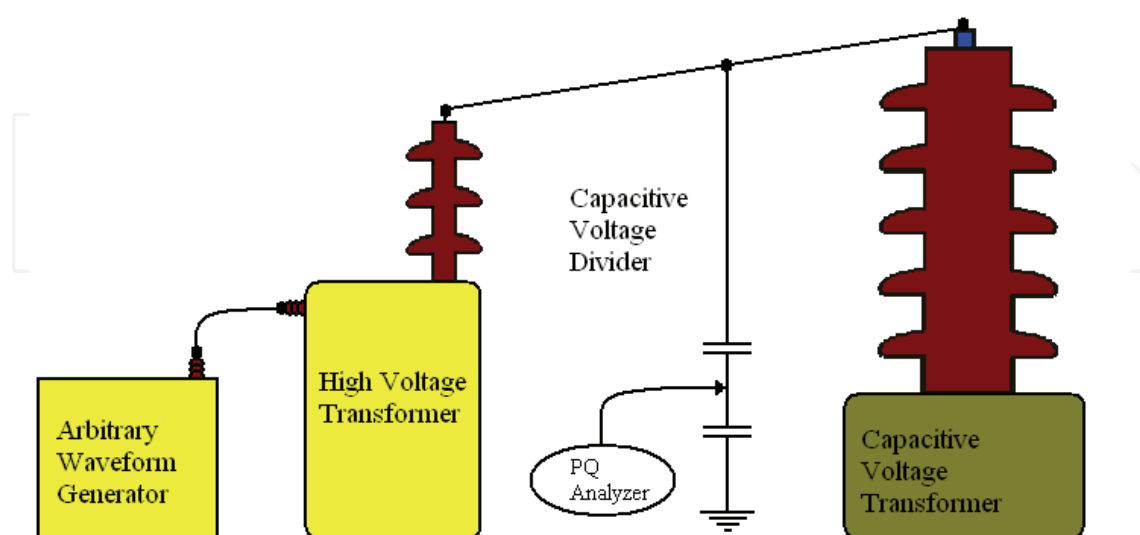 Arbitrary
Waveform
Generator
High Voltage
Transformer
Capacitive
Voltage
Divider
PQ
Analyzer
Capacitive
Voltage
Transformer